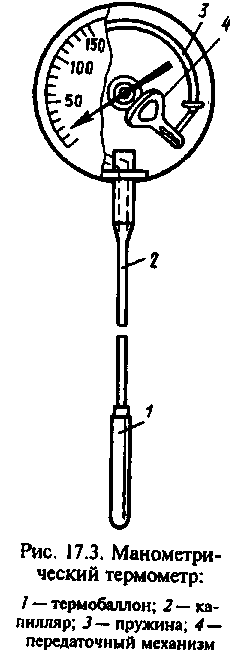 3
4
150
100
50
2
1
Рис. 17.3. Манометри-
ческий термометр:
1 — термобаллон; 2 — ка-
пилляр; 3 — пружина; 4 —
передаточный механизм